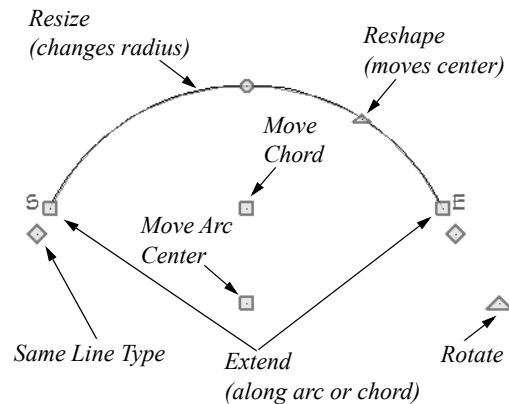 Resize
(changes radius)
Reshape
(moves center)
Move
Chord
S
E
Move Arc
Center
Same Line Type
Extend
(along arc or chord)
Rotate